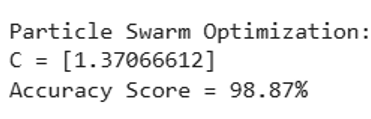 Particle Swarm Optimization:
C = [1.37066612]
Accuracy Score = 98.87%